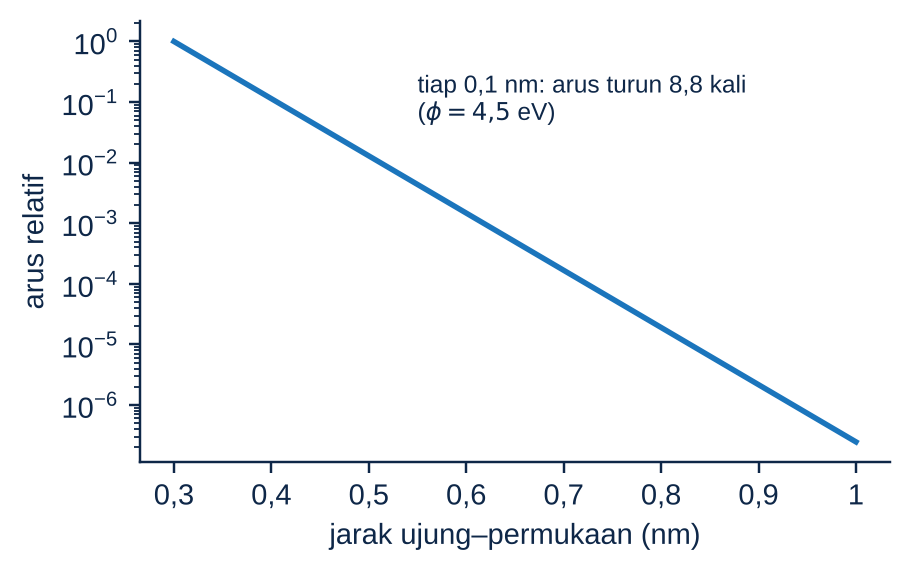 10⁰
10⁻¹
10⁻²
10⁻³
10⁻⁴
10⁻⁵
10⁻⁶
arus relatif
tiap 0,1 nm: arus turun 8,8 kali
(ϕ = 4,5 eV)
0,3 0,4 0,5 0,6 0,7 0,8 0,9 1
jarak ujung–permukaan (nm)